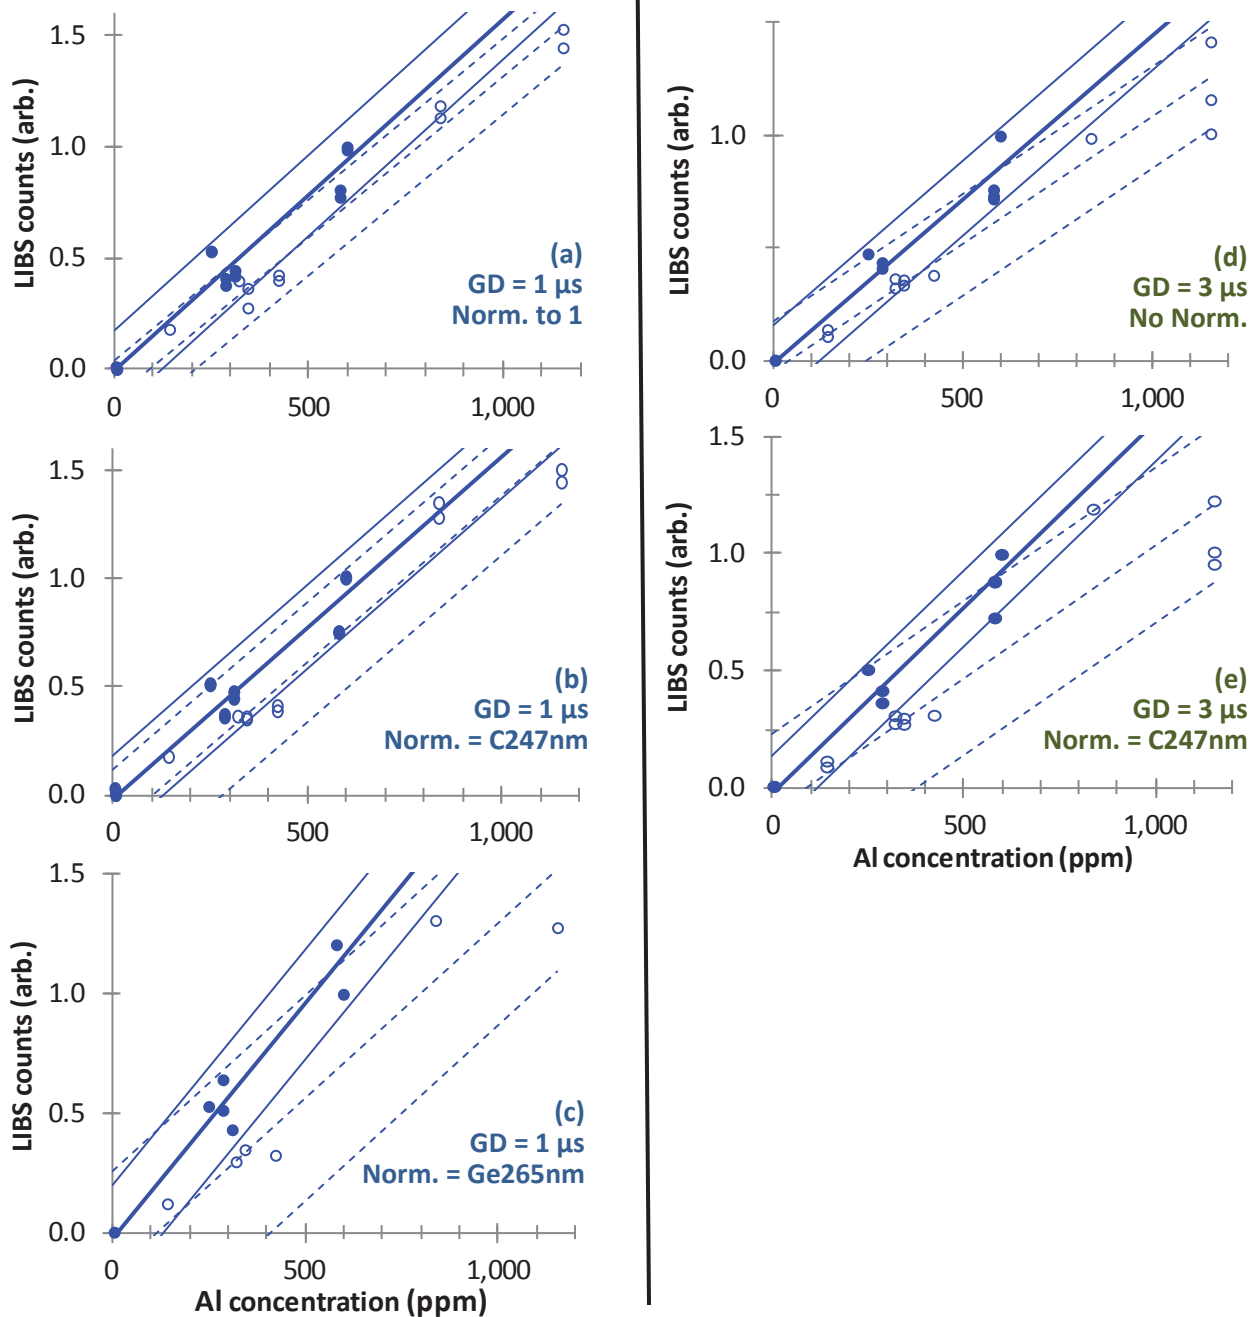 1.5
1.0
0.5
0.0
LIBS counts (arb.)
0
500
1,000
(a)
GD = 1 µs
Norm. to 1
1.5
1.0
0.5
0.0
LIBS counts (arb.)
0
500
1,000
(b)
GD = 1 µs
Norm. = C247nm
1.5
1.0
0.5
0.0
LIBS counts (arb.)
0
500
1,000
(c)
GD = 1 µs
Norm. = Ge265nm
Al concentration (ppm)
1.0
0.0
LIBS counts (arb.)
0
500
1,000
(d)
GD = 3 µs
No Norm.
1.5
1.0
0.5
0.0
LIBS counts (arb.)
0
500
1,000
(e)
GD = 3 µs
Norm. = C247nm
Al concentration (ppm)